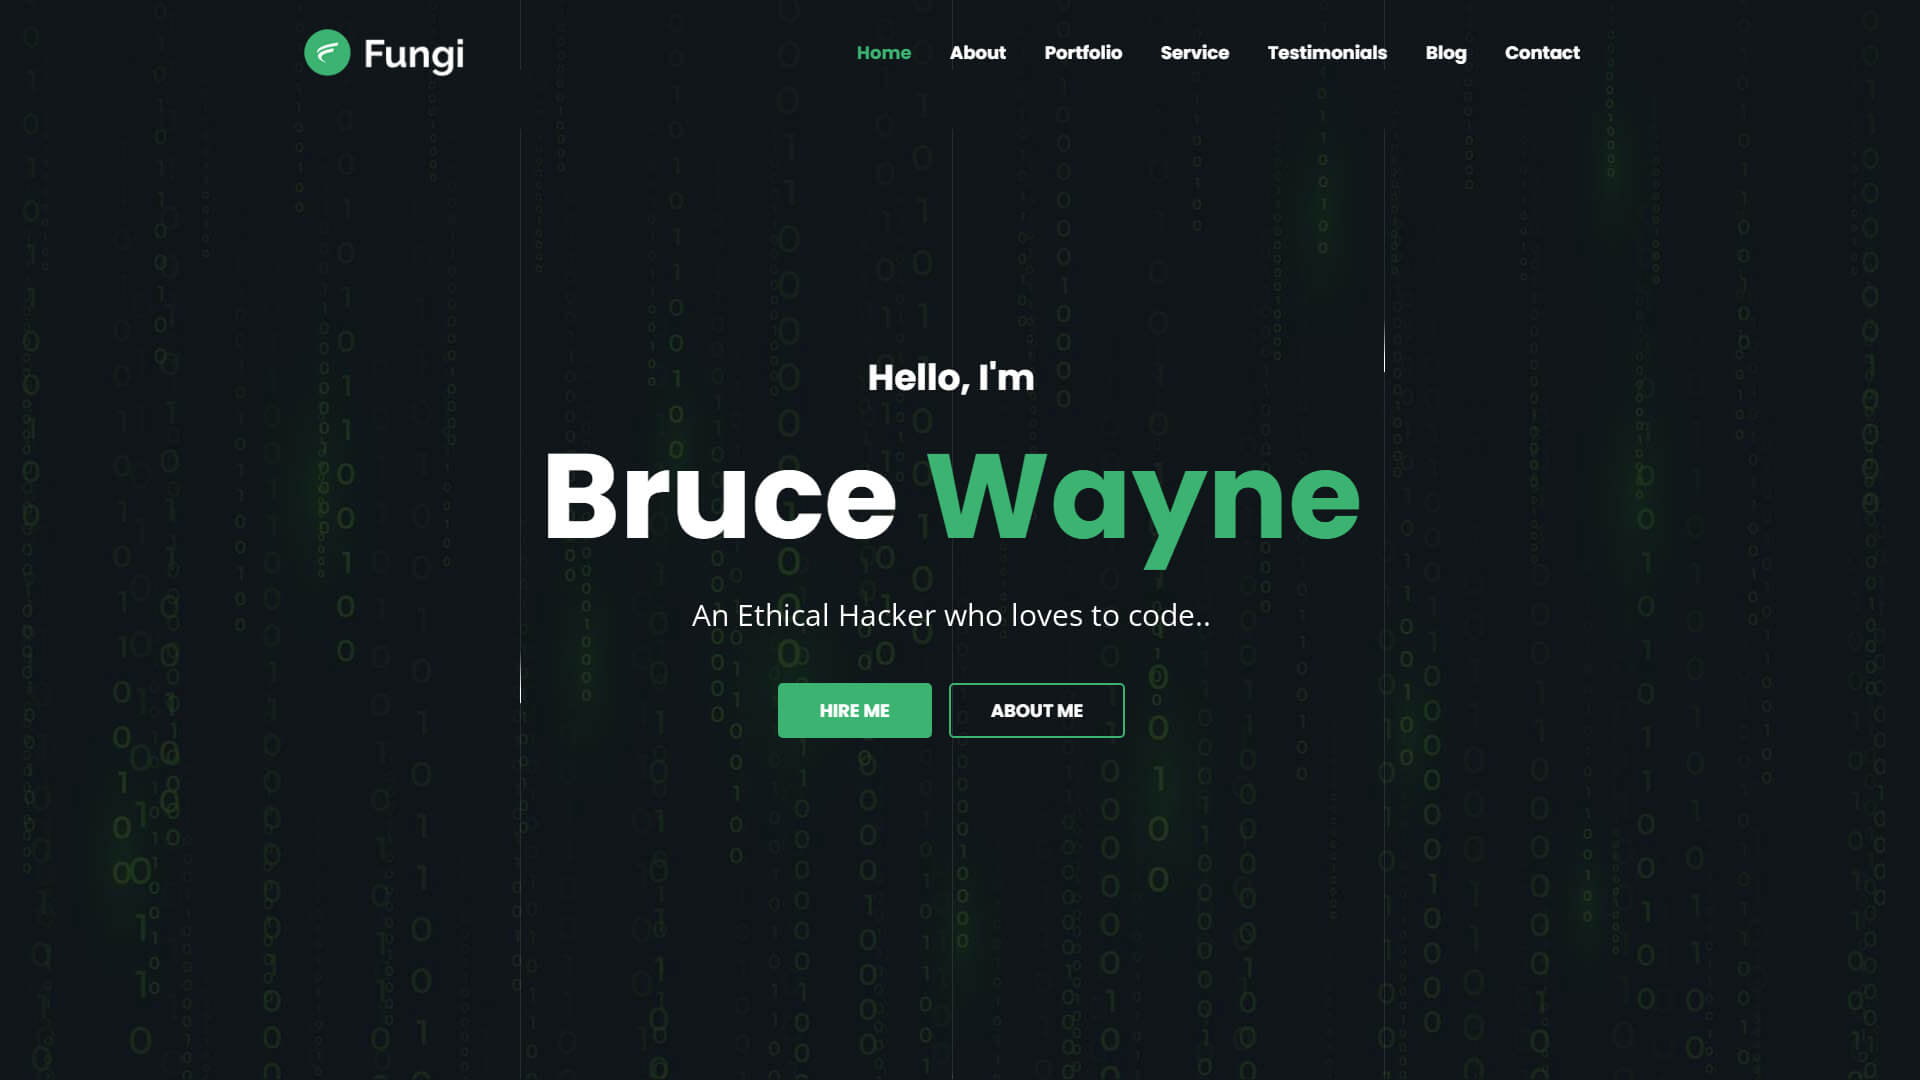 Fungi
Home About Portfolio Service Testimonials Blog Contact
Hello, I'm
Bruce Wayne
An Ethical Hacker who loves to code..
HIRE ME
ABOUT ME